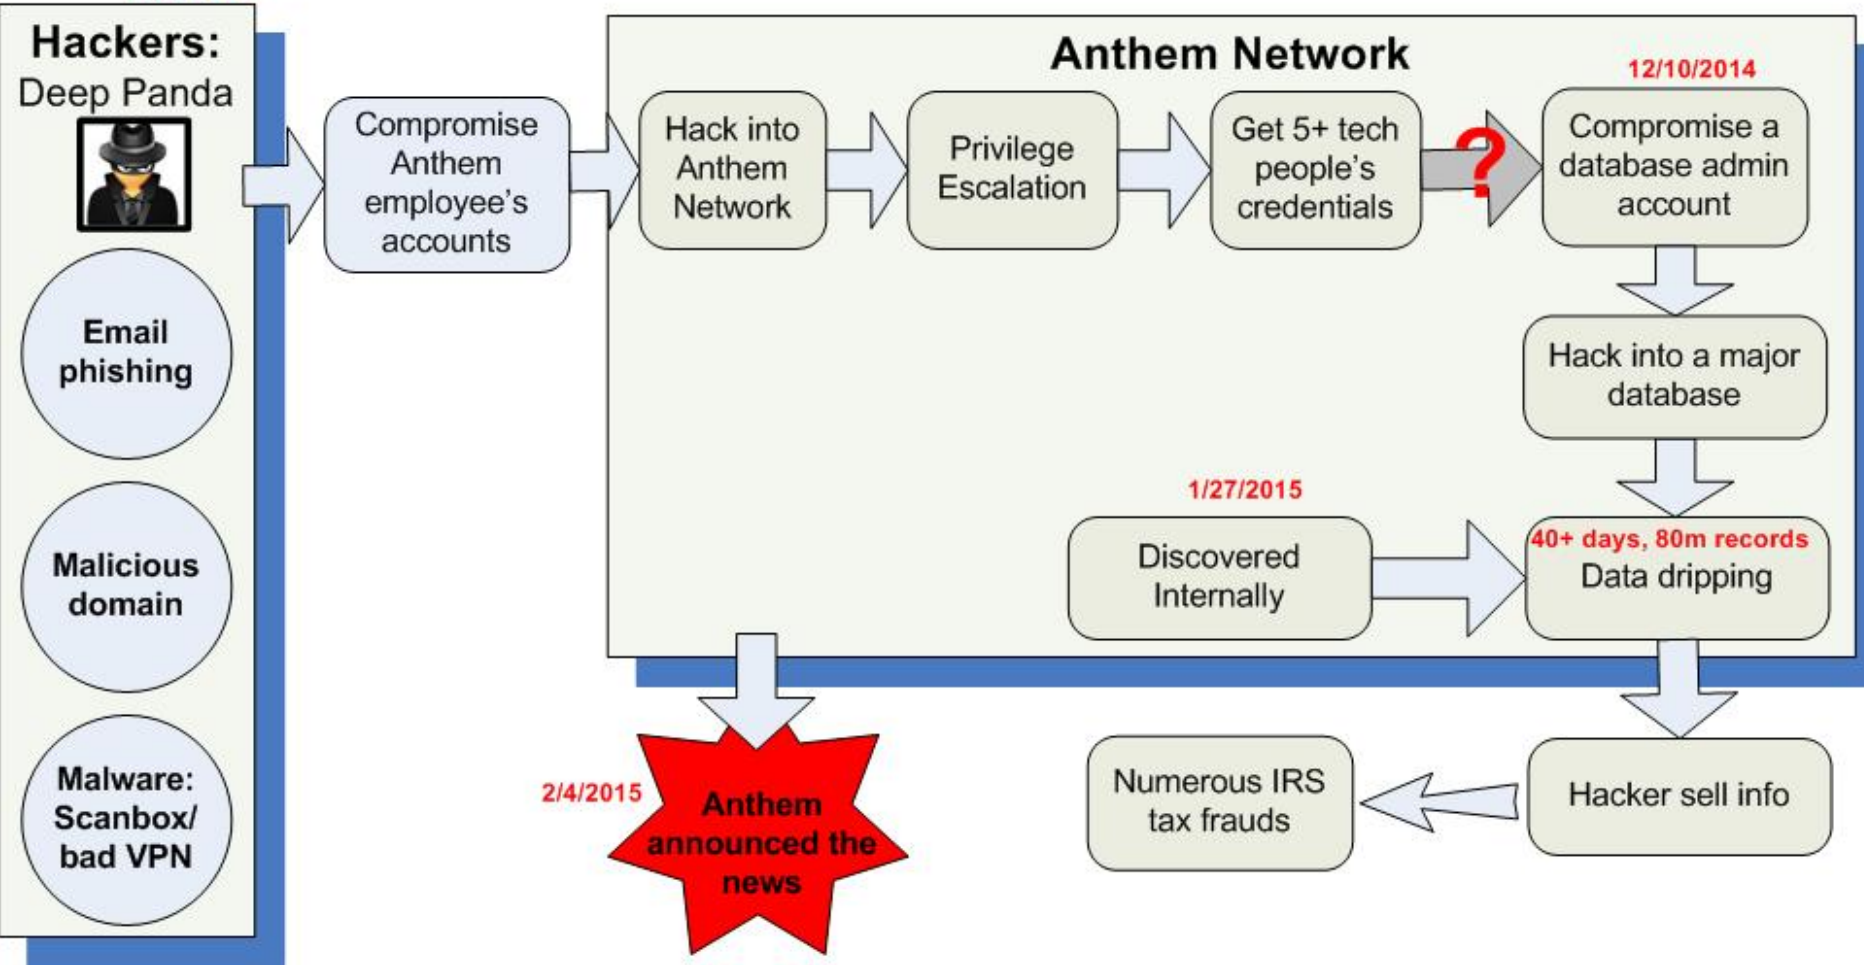 Hackers:
Deep Panda
Email
phishing
Malicious
domain
Malware:
Scanbox/
bad VPN
Compromise
Anthem
employee's
accounts
Anthem Network
Hack into
Anthem
Network
Privilege
Escalation
Get 5+ tech
people's
credentials
?
12/10/2014
Compromise a
database admin
account
Hack into a major
database
1/27/2015
Discovered
Internally
40+ days, 80m records
Data dripping
2/4/2015
Anthem
announced the
news
Numerous IRS
tax frauds
Hacker sell info